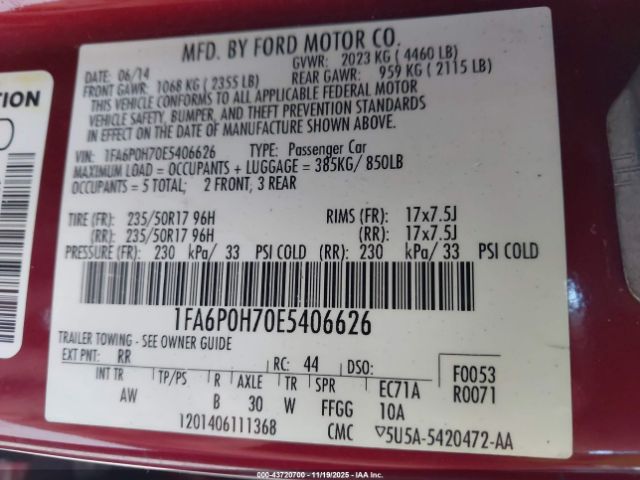 MFD. BY FORD MOTOR CO.
DATE: 06/14 GVWR: 2023 KG ( 4460 LB)
FRONT GAWR: 1068 KG ( 2355 LB) REAR GAWR: 959 KG ( 2115 LB)
THIS VEHICLE CONFORMS TO ALL APPLICABLE FEDERAL MOTOR
VEHICLE SAFETY, BUMPER, AND THEFT PREVENTION STANDARDS
IN EFFECT ON THE DATE OF MANUFACTURE SHOWN ABOVE.
VIN: 1FA6P0H70E5406626 TYPE: Passenger Car
MAXIMUM LOAD = OCCUPANTS + LUGGAGE = 385KG/ 850LB
OCCUPANTS = 5 TOTAL; 2 FRONT, 3 REAR
TIRE (FR): 235/50R17 96H RIMS (FR): 17x7.5J
(RR): 235/50R17 96H (RR): 17x7.5J
PRESSURE (FR): 230 kPa/ 33 PSI COLD (RR): 230 kPa/ 33 PSI COLD
1FA6P0H70E5406626
TRAILER TOWING - SEE OWNER GUIDE
EXT PNT: RR RC: 44 DSO: F0053
INT TR TP/PS R AXLE TR SPR EC71A R0071
AW B 30 W FFGG 10A
1201406111368 CMC ▽5U5A-5420472-AA
000-43720700 - 11/19/2025 - IAAI.COM